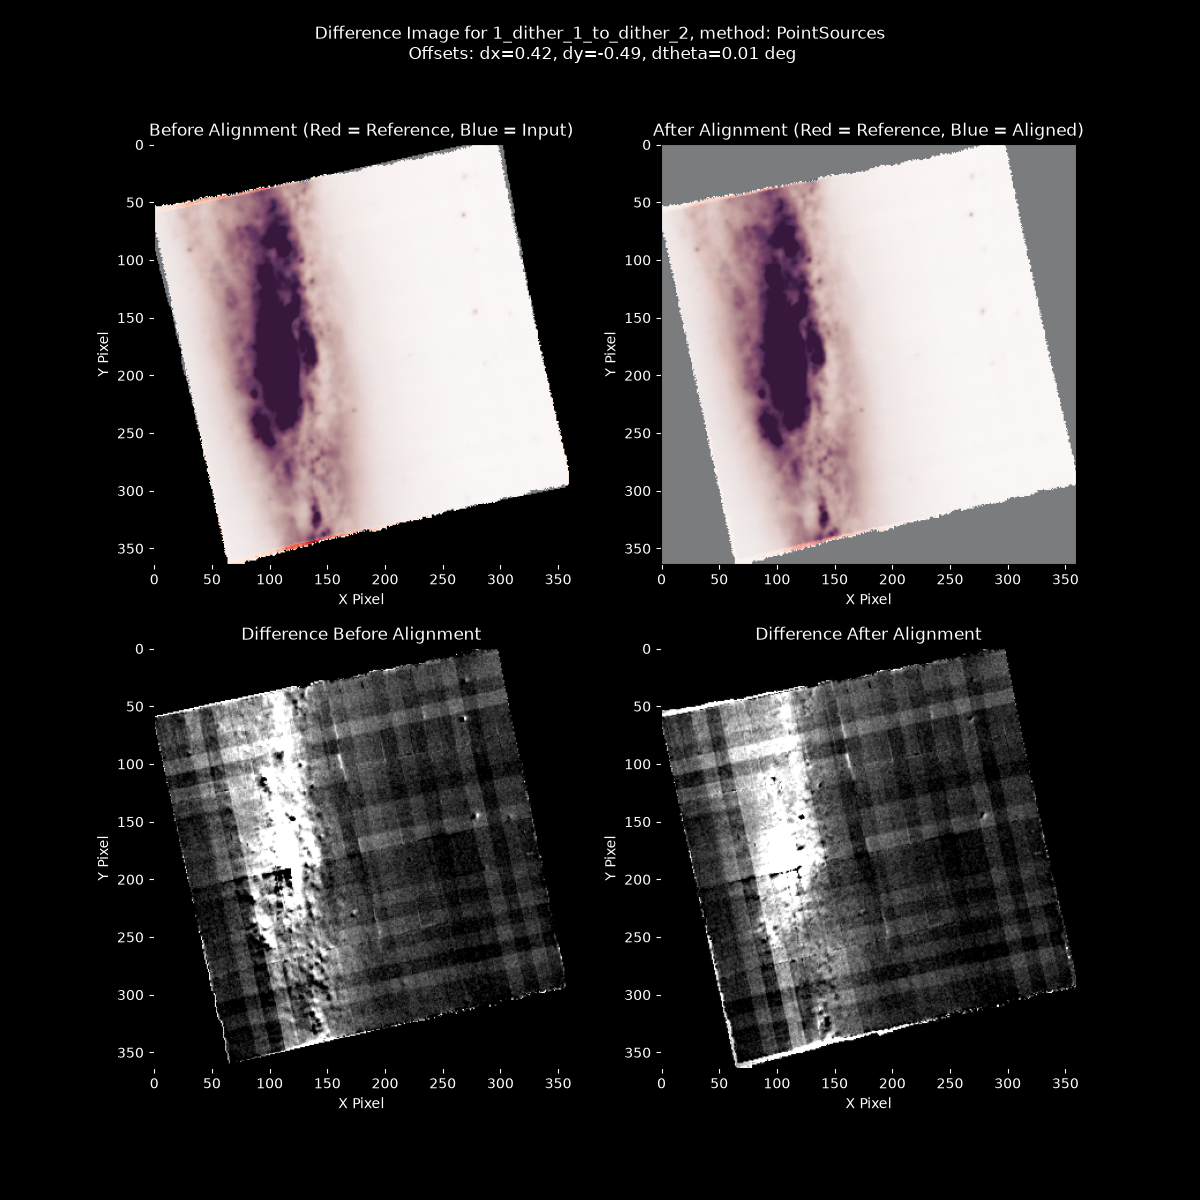 Difference Image for 1_dither_1_to_dither_2, method: PointSources
Offsets: dx=0.42, dy=-0.49, dtheta=0.01 deg
Before Alignment (Red = Reference, Blue = Input)
0
50
100
150
200
250
300
350
Y Pixel
0 50 100 150 200 250 300 350
X Pixel
After Alignment (Red = Reference, Blue = Aligned)
0
50
100
150
200
250
300
350
Y Pixel
0 50 100 150 200 250 300 350
X Pixel
Difference Before Alignment
0
50
100
150
200
250
300
350
Y Pixel
0 50 100 150 200 250 300 350
X Pixel
Difference After Alignment
0
50
100
150
200
250
300
350
Y Pixel
0 50 100 150 200 250 300 350
X Pixel